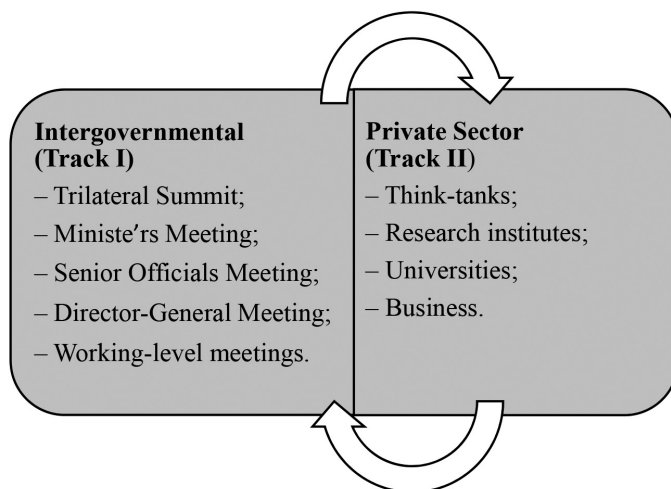 Intergovernmental
(Track I)
– Trilateral Summit;
– Ministe’rs Meeting;
– Senior Officials Meeting;
– Director-General Meeting;
– Working-level meetings.
Private Sector
(Track II)
– Think-tanks;
– Research institutes;
– Universities;
– Business.